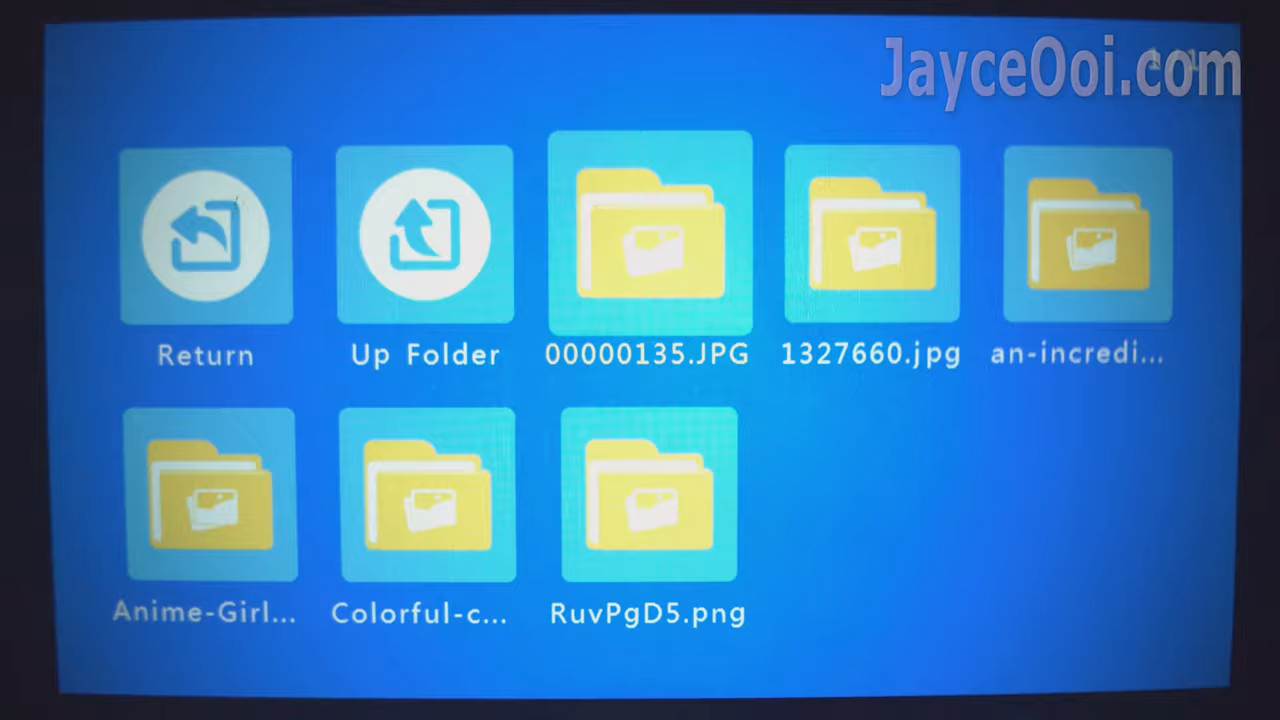 JayceOoi.com
Return
Up Folder
00000135.JPG
1327660.jpg
an-incredi...
Anime-Girl...
Colorful-c...
RuvPgD5.png